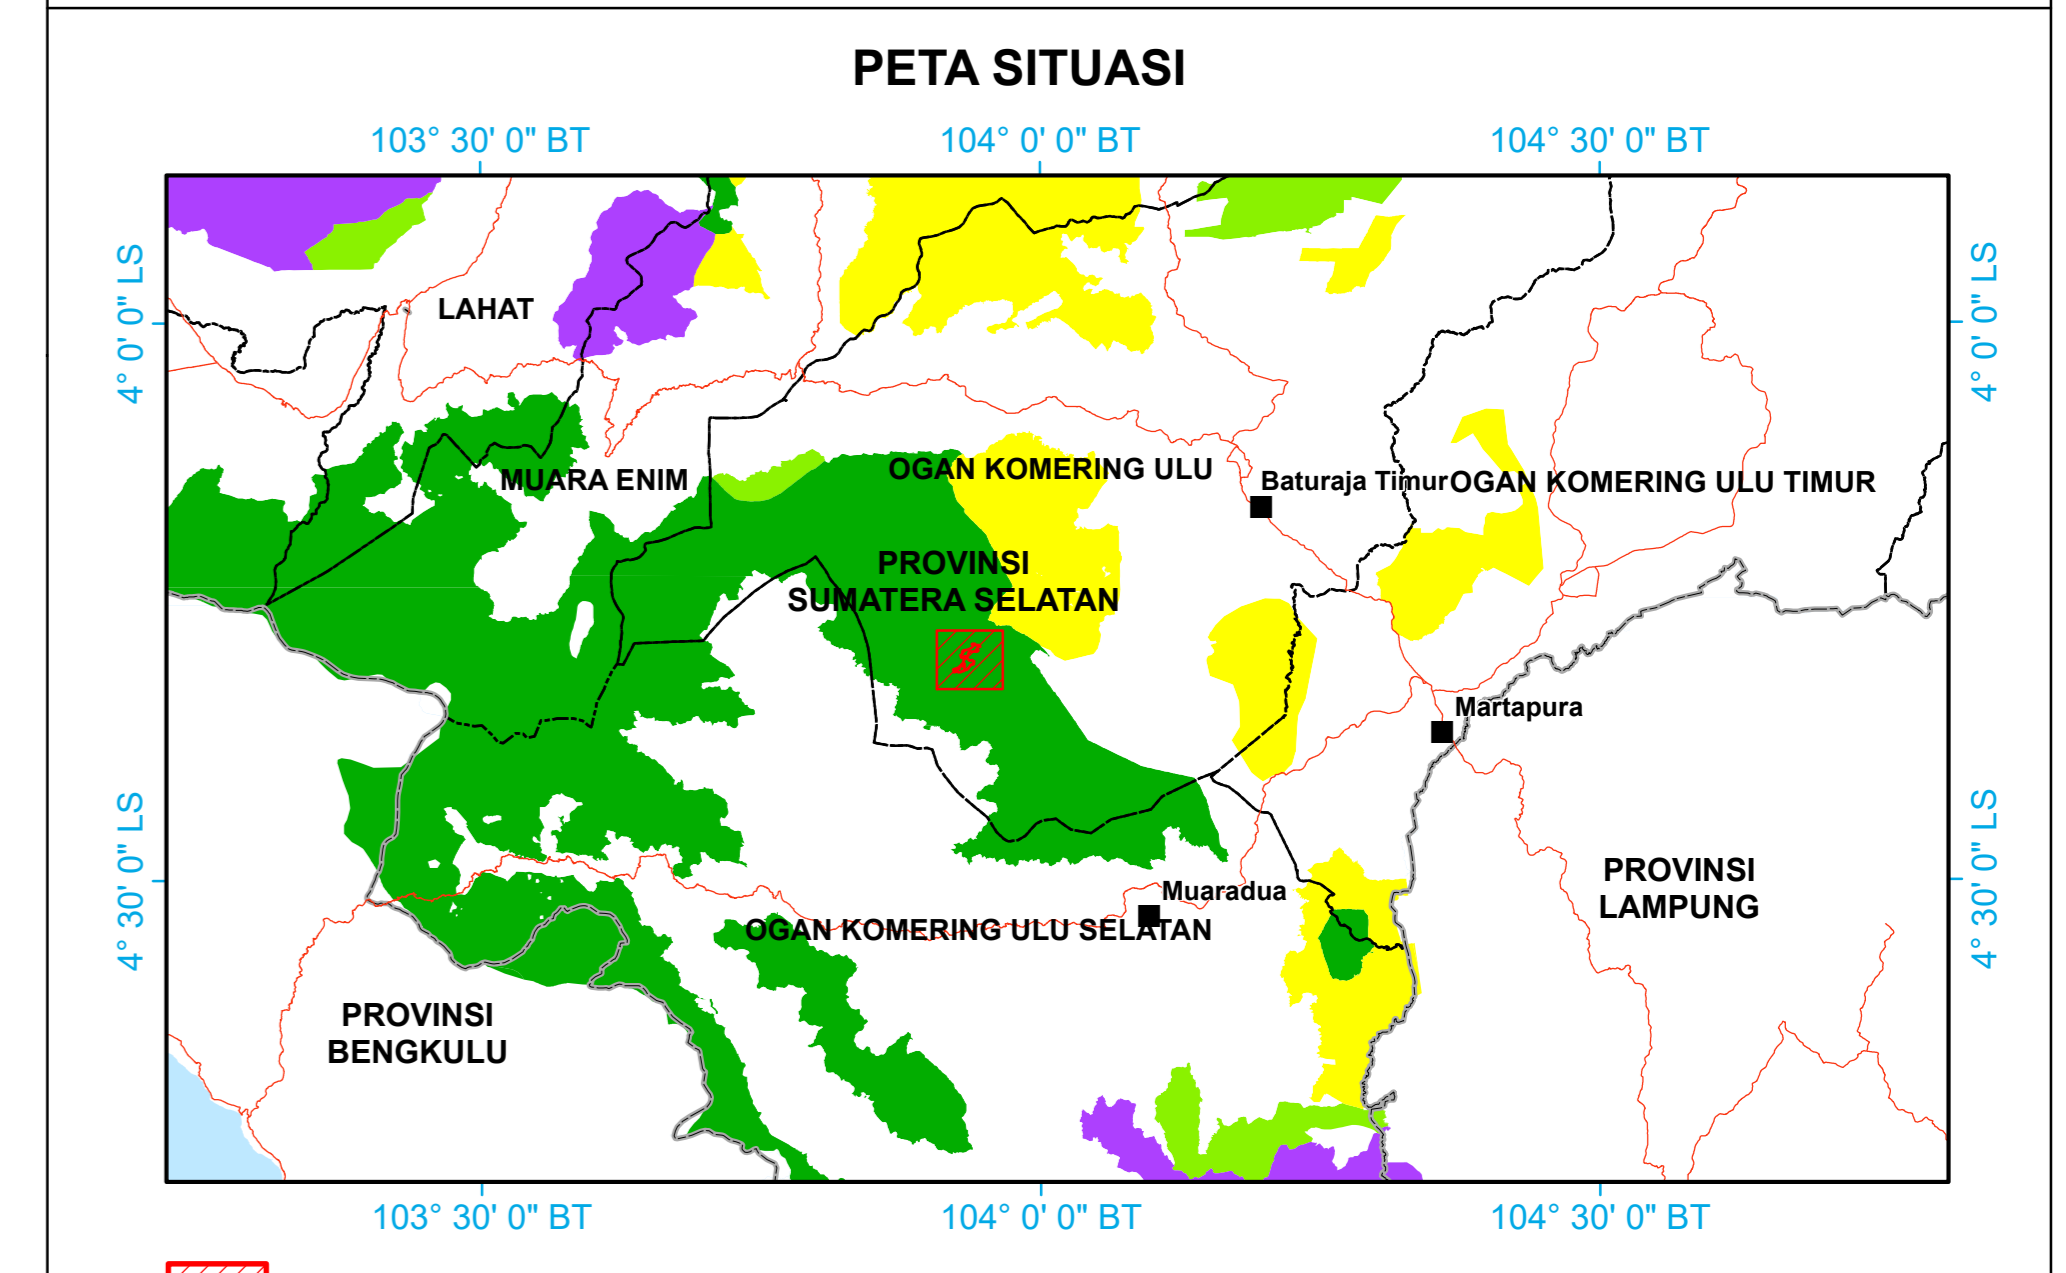 PETA SITUASI
103° 30' 0" BT
104° 0' 0" BT
104° 30' 0" BT
4° 0' 0" LS
4° 0' 0" LS
LAHAT
MUARA ENIM
OGAN KOMERING ULU
Baturaja Timur
OGAN KOMERING ULU TIMUR
PROVINSI
SUMATERA SELATAN
Martapura
4° 30' 0" LS
4° 30' 0" LS
PROVINSI
LAMPUNG
Muaradua
OGAN KOMERING ULU SELATAN
PROVINSI
BENGKULU
103° 30' 0" BT
104° 0' 0" BT
104° 30' 0" BT